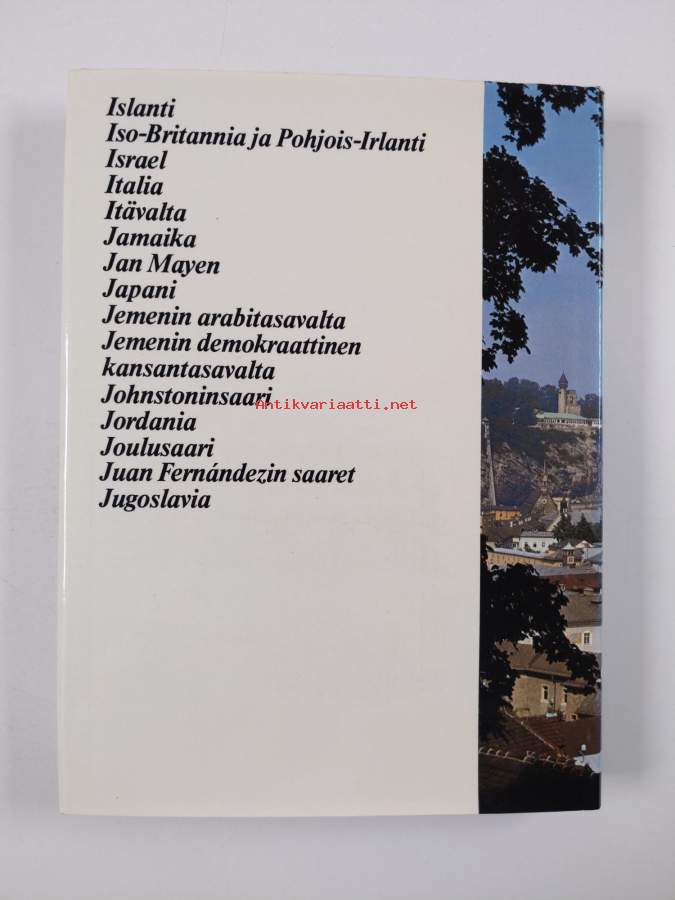 Islanti
Iso-Britannia ja Pohjois-Irlanti
Israel
Italia
Itävalta
Jamaika
Jan Mayen
Japani
Jemenin arabitasavalta
Jemenin demokraattinen
kansantasavalta
Johnstoninsaari
Antikvariaatti.net
Jordania
Joulusaari
Juan Fernándezin saaret
Jugoslavia